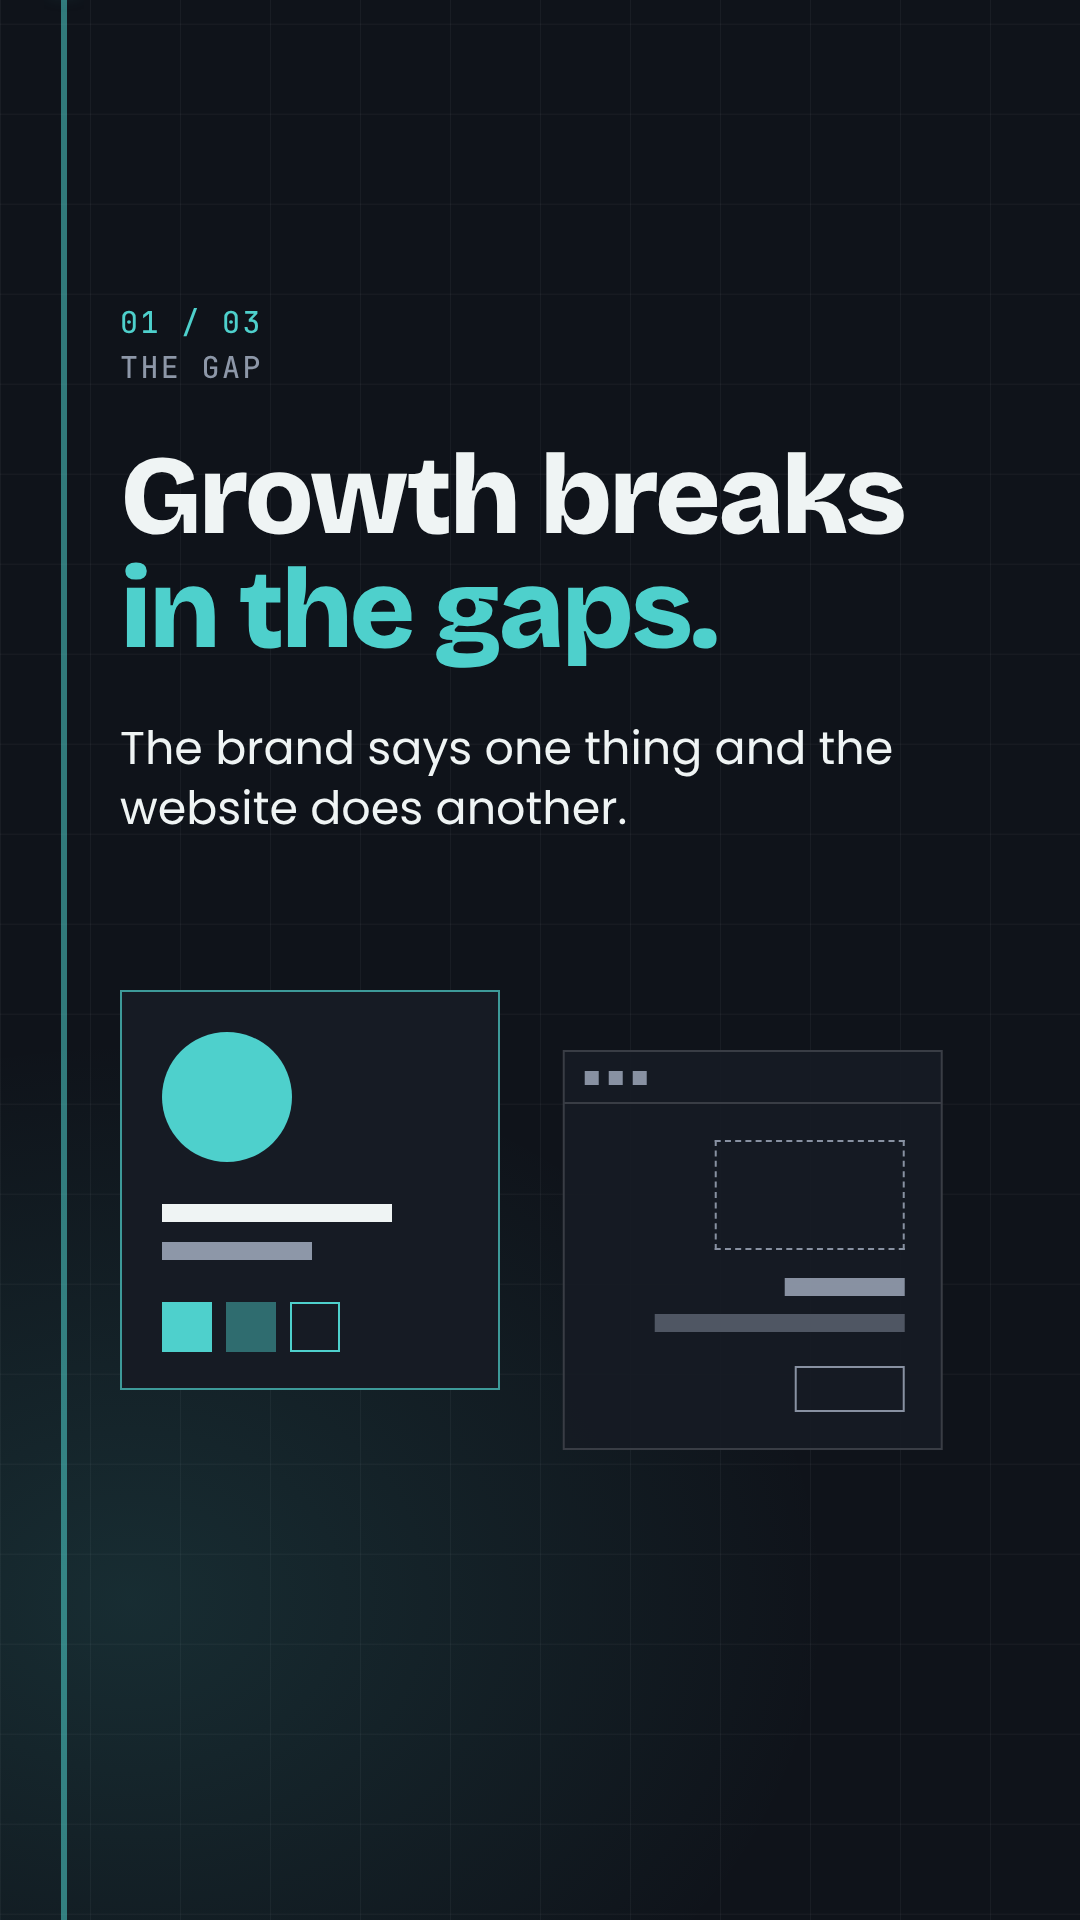 01 / 03
THE GAP
Growth breaks
in the gaps.
The brand says one thing and the
website does another.